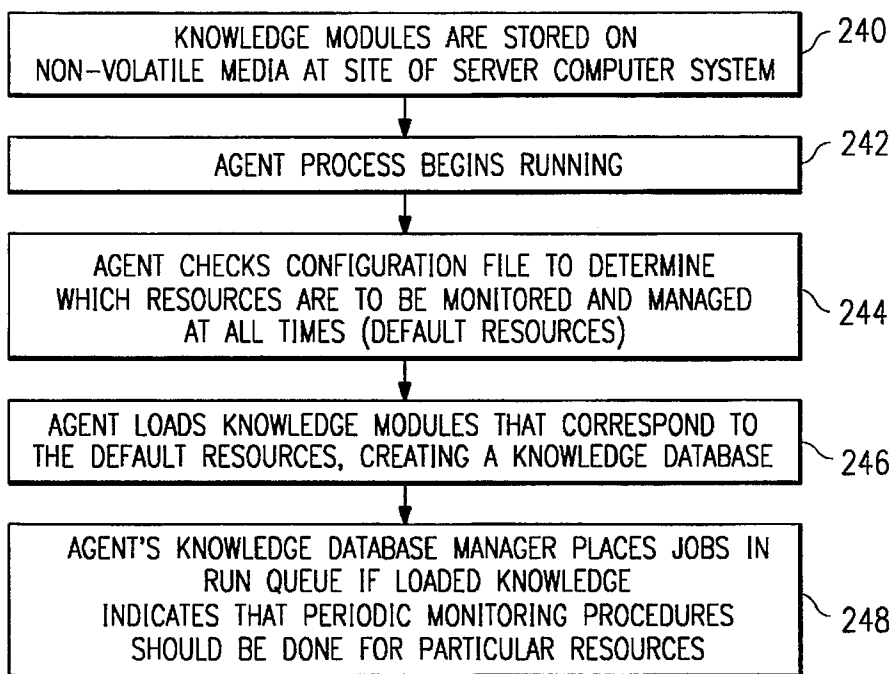 KNOWLEDGE MODULES ARE STORED ON
NON-VOLATILE MEDIA AT SITE OF SERVER COMPUTER SYSTEM
240
AGENT PROCESS BEGINS RUNNING
242
AGENT CHECKS CONFIGURATION FILE TO DETERMINE
WHICH RESOURCES ARE TO BE MONITORED AND MANAGED
AT ALL TIMES (DEFAULT RESOURCES)
244
AGENT LOADS KNOWLEDGE MODULES THAT CORRESPOND TO
THE DEFAULT RESOURCES, CREATING A KNOWLEDGE DATABASE
246
AGENT'S KNOWLEDGE DATABASE MANAGER PLACES JOBS IN
RUN QUEUE IF LOADED KNOWLEDGE
INDICATES THAT PERIODIC MONITORING PROCEDURES
SHOULD BE DONE FOR PARTICULAR RESOURCES
248